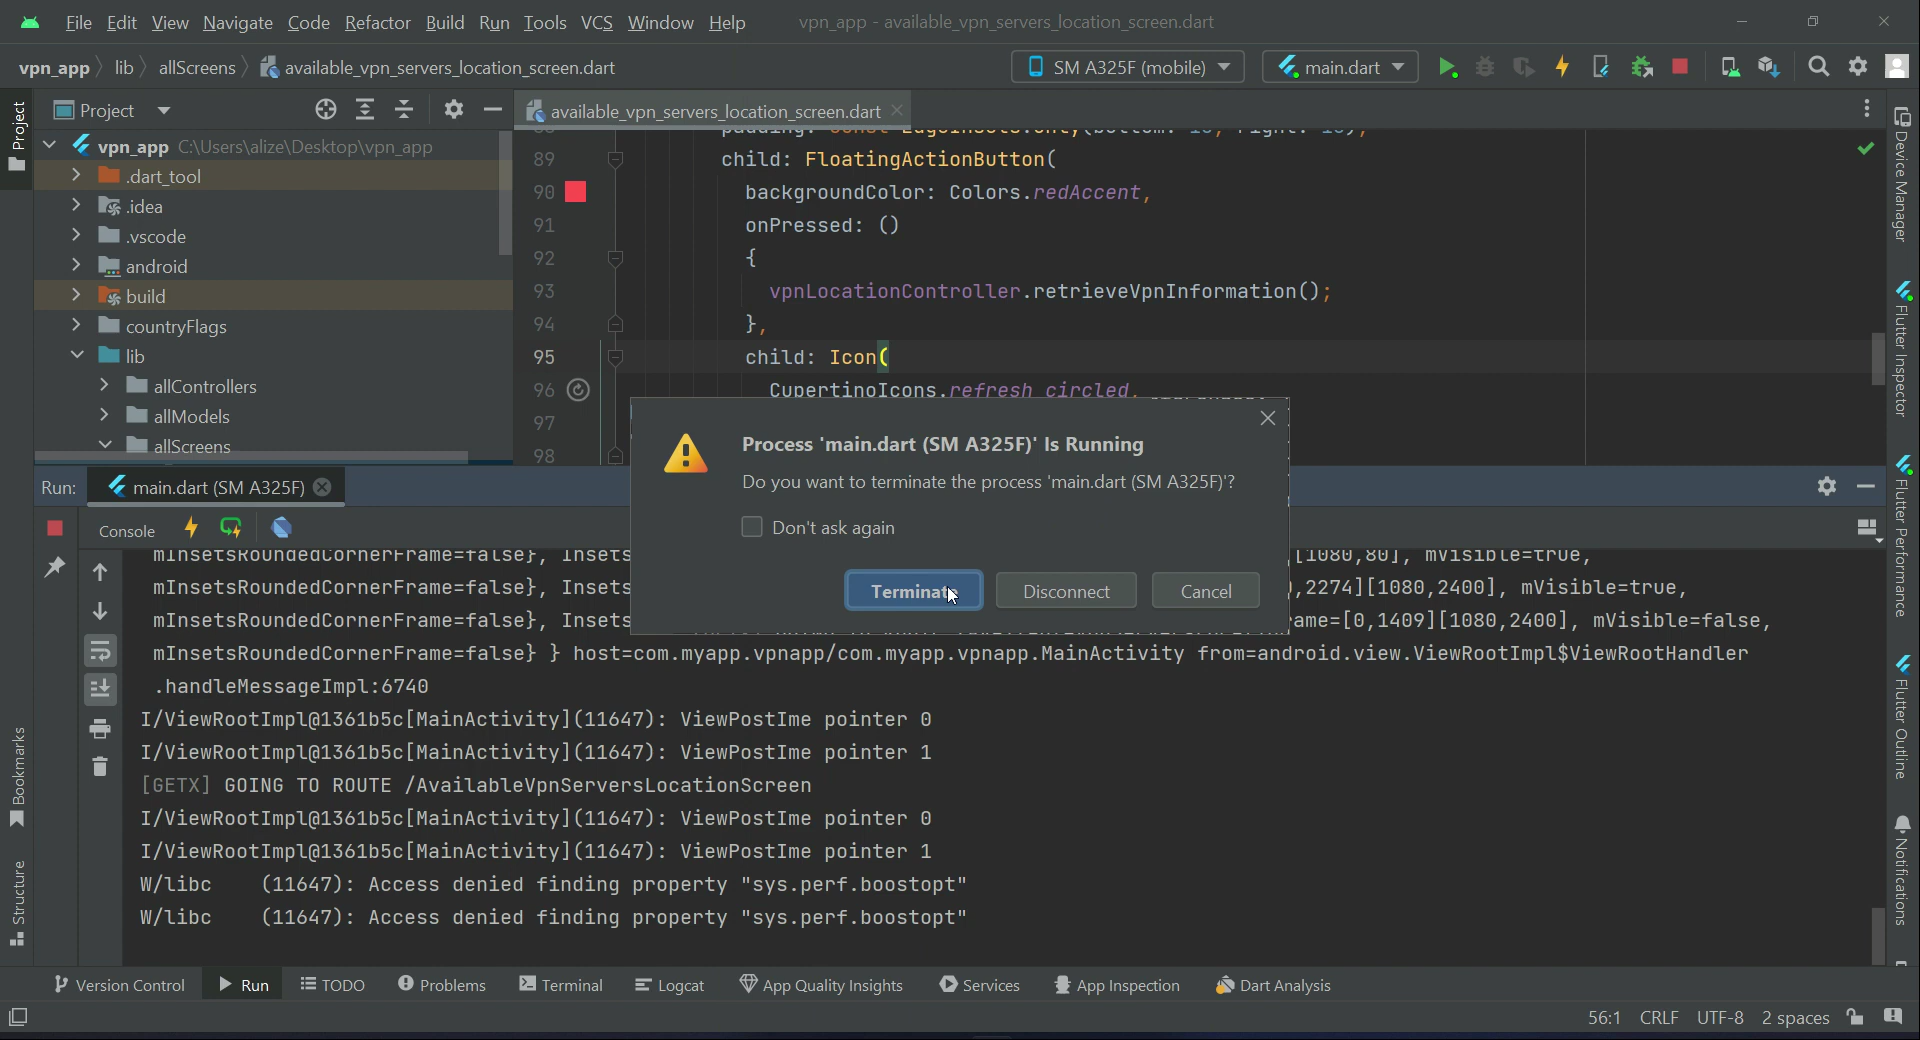 File Edit View Navigate Code Refactor Build Run Tools VCS Window Help vpn_app - available_vpn_servers_location_screen.dart
vpn_app lib allScreens available_vpn_servers_location_screen.dart SM A325F (mobile) main.dart
Project
Project
available_vpn_servers_location_screen.dart
vpn_app C:\Users\alize\Desktop\vpn_app
.dart_tool
.idea
.vscode
android
build
countryFlags
lib
allControllers
allModels
allScreens
89 child: FloatingActionButton(
90 backgroundColor: Colors.redAccent,
91 onPressed: ()
92 {
93 vpnLocationController.retrieveVpnInformation();
94 },
95 child: Icon(
96 CupertinoIcons.refresh_circled,
97
98
Process 'main.dart (SM A325F)' Is Running
Do you want to terminate the process 'main.dart (SM A325F)'?
Don't ask again
Terminate Disconnect Cancel
Run: main.dart (SM A325F)
Console
mInsetsRoundedCornerFrame=false}, Insets [1080,80], mVisible=true,
mInsetsRoundedCornerFrame=false}, Insets ,2274][1080,2400], mVisible=true,
mInsetsRoundedCornerFrame=false}, Insets ame=[0,1409][1080,2400], mVisible=false,
mInsetsRoundedCornerFrame=false} } host=com.myapp.vpnapp/com.myapp.vpnapp.MainActivity from=android.view.ViewRootImpl$ViewRootHandler
.handleMessageImpl:6740
I/ViewRootImpl@1361b5c[MainActivity](11647): ViewPostIme pointer 0
I/ViewRootImpl@1361b5c[MainActivity](11647): ViewPostIme pointer 1
[GETX] GOING TO ROUTE /AvailableVpnServersLocationScreen
I/ViewRootImpl@1361b5c[MainActivity](11647): ViewPostIme pointer 0
I/ViewRootImpl@1361b5c[MainActivity](11647): ViewPostIme pointer 1
W/libc (11647): Access denied finding property "sys.perf.boostopt"
W/libc (11647): Access denied finding property "sys.perf.boostopt"
Bookmarks
Structure
Device Manager
Flutter Inspector
Flutter Performance
Flutter Outline
Notifications
Version Control Run TODO Problems Terminal Logcat App Quality Insights Services App Inspection Dart Analysis
56:1 CRLF UTF-8 2 spaces